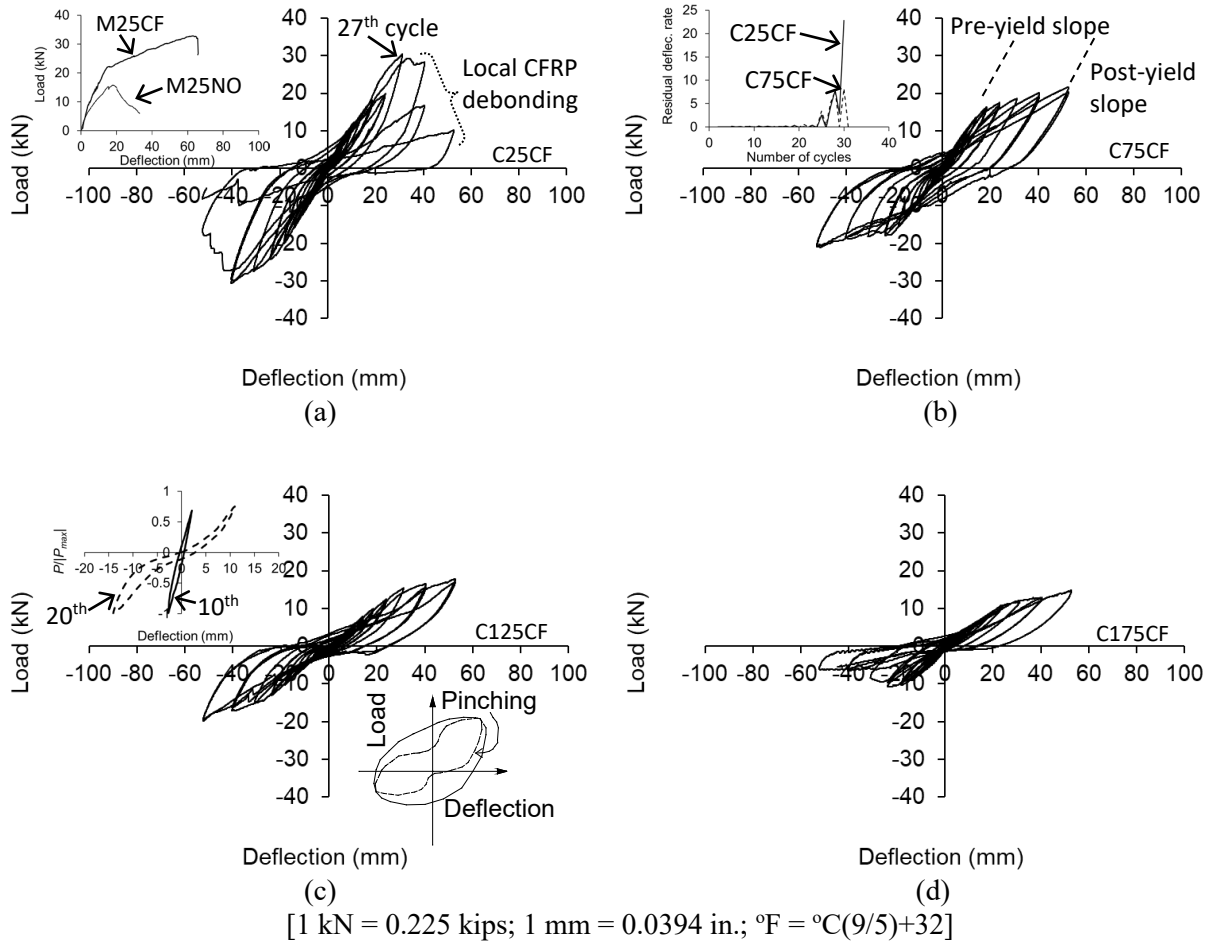 M25CF
M25NO
Load (kN)
40
30
20
10
0
0 20 40 60 80 100
Deflection (mm)
27th cycle
Local CFRP
debonding
C25CF
Load (kN)
40
30
20
10
0
-10
-20
-30
-40
-100 -80 -60 -40 -20 0 20 40 60 80 100
Deflection (mm)
(a)
Residual deflec. rate
25
20
15
10
5
0
0 10 20 30 40
Number of cycles
C25CF
C75CF
Pre-yield slope
Post-yield
slope
C75CF
Load (kN)
40
30
20
10
0
-10
-20
-30
-40
-100 -80 -60 -40 -20 0 20 40 60 80 100
Deflection (mm)
(b)
P/|Pmax|
1
0.5
0
-0.5
-1
-20 -15 -10 -5 0 5 10 15 20
20th
10th
Deflection (mm)
C125CF
Load (kN)
40
30
20
10
0
-10
-20
-30
-40
-100 -80 -60 -40 -20 0 20 40 60 80 100
Pinching
Load
Deflection
Deflection (mm)
(c)
C175CF
Load (kN)
40
30
20
10
0
-10
-20
-30
-40
-100 -80 -60 -40 -20 0 20 40 60 80 100
Deflection (mm)
(d)
[1 kN = 0.225 kips; 1 mm = 0.0394 in.; ºF = ºC(9/5)+32]